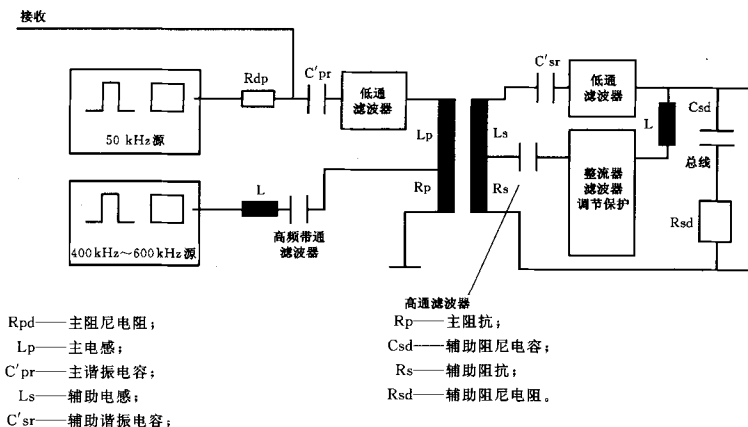 接收
Rdp
C'pr
低通
滤波器
50 kHz源
Lp
Rp
L
400kHz～600kHz源
高频带通
滤波器
C'sr
低通
滤波器
Csd
L
Ls
Rs
整流器
滤波器
调节保护
总线
Rsd
高通滤波器
Rpd——主阻尼电阻；
Lp——主电感；
C'pr——主谐振电容；
Ls——辅助电感；
C'sr——辅助谐振电容；
Rp——主阻抗；
Csd——辅助阻尼电容；
Rs——辅助阻抗；
Rsd——辅助阻尼电阻。